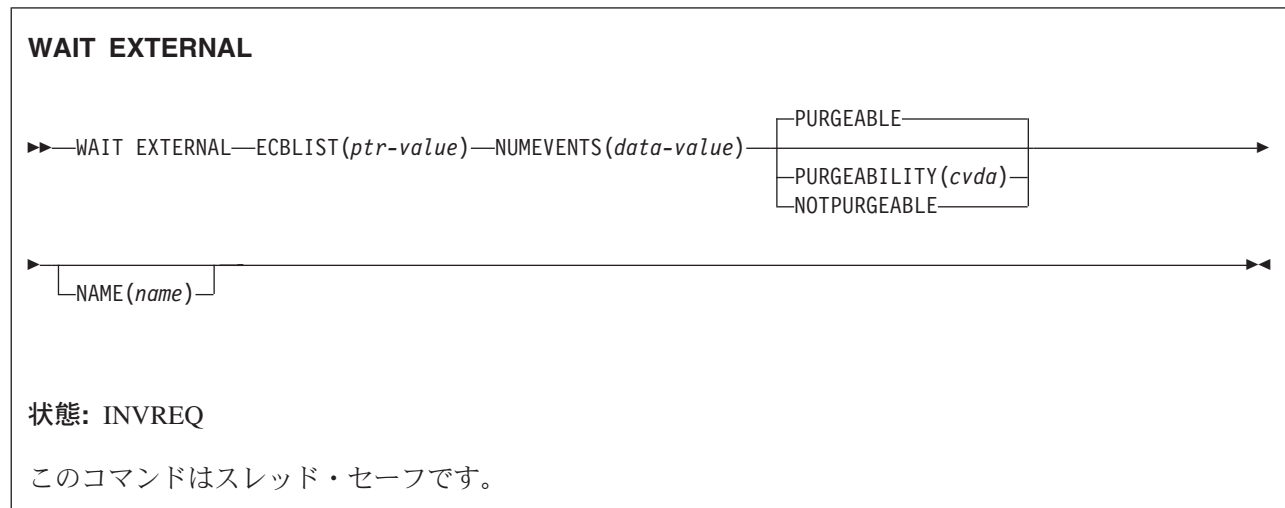 WAIT EXTERNAL
PURGEABLE
WAIT EXTERNAL ECBLIST(ptr-value) NUMEVENTS(data-value)
PURGEABILITY(cvda)
NOTPURGEABLE
NAME(name)
状態: INVREQ
このコマンドはスレッド・セーフです。